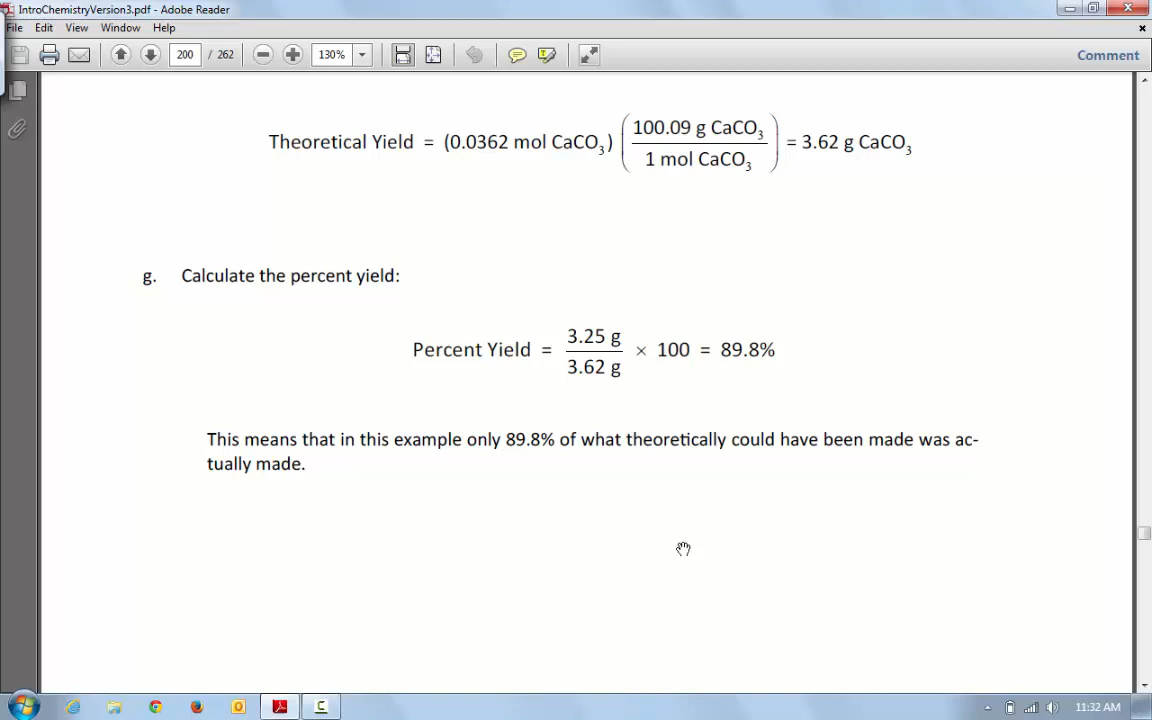 IntroChemistryVersion3.pdf - Adobe Reader
File Edit View Window Help
200 / 262 130% Comment
Theoretical Yield = (0.0362 mol CaCO₃) (100.09 g CaCO₃ / 1 mol CaCO₃) = 3.62 g CaCO₃
g. Calculate the percent yield:
Percent Yield = 3.25 g / 3.62 g × 100 = 89.8%
This means that in this example only 89.8% of what theoretically could have been made was ac-
tually made.
11:32 AM